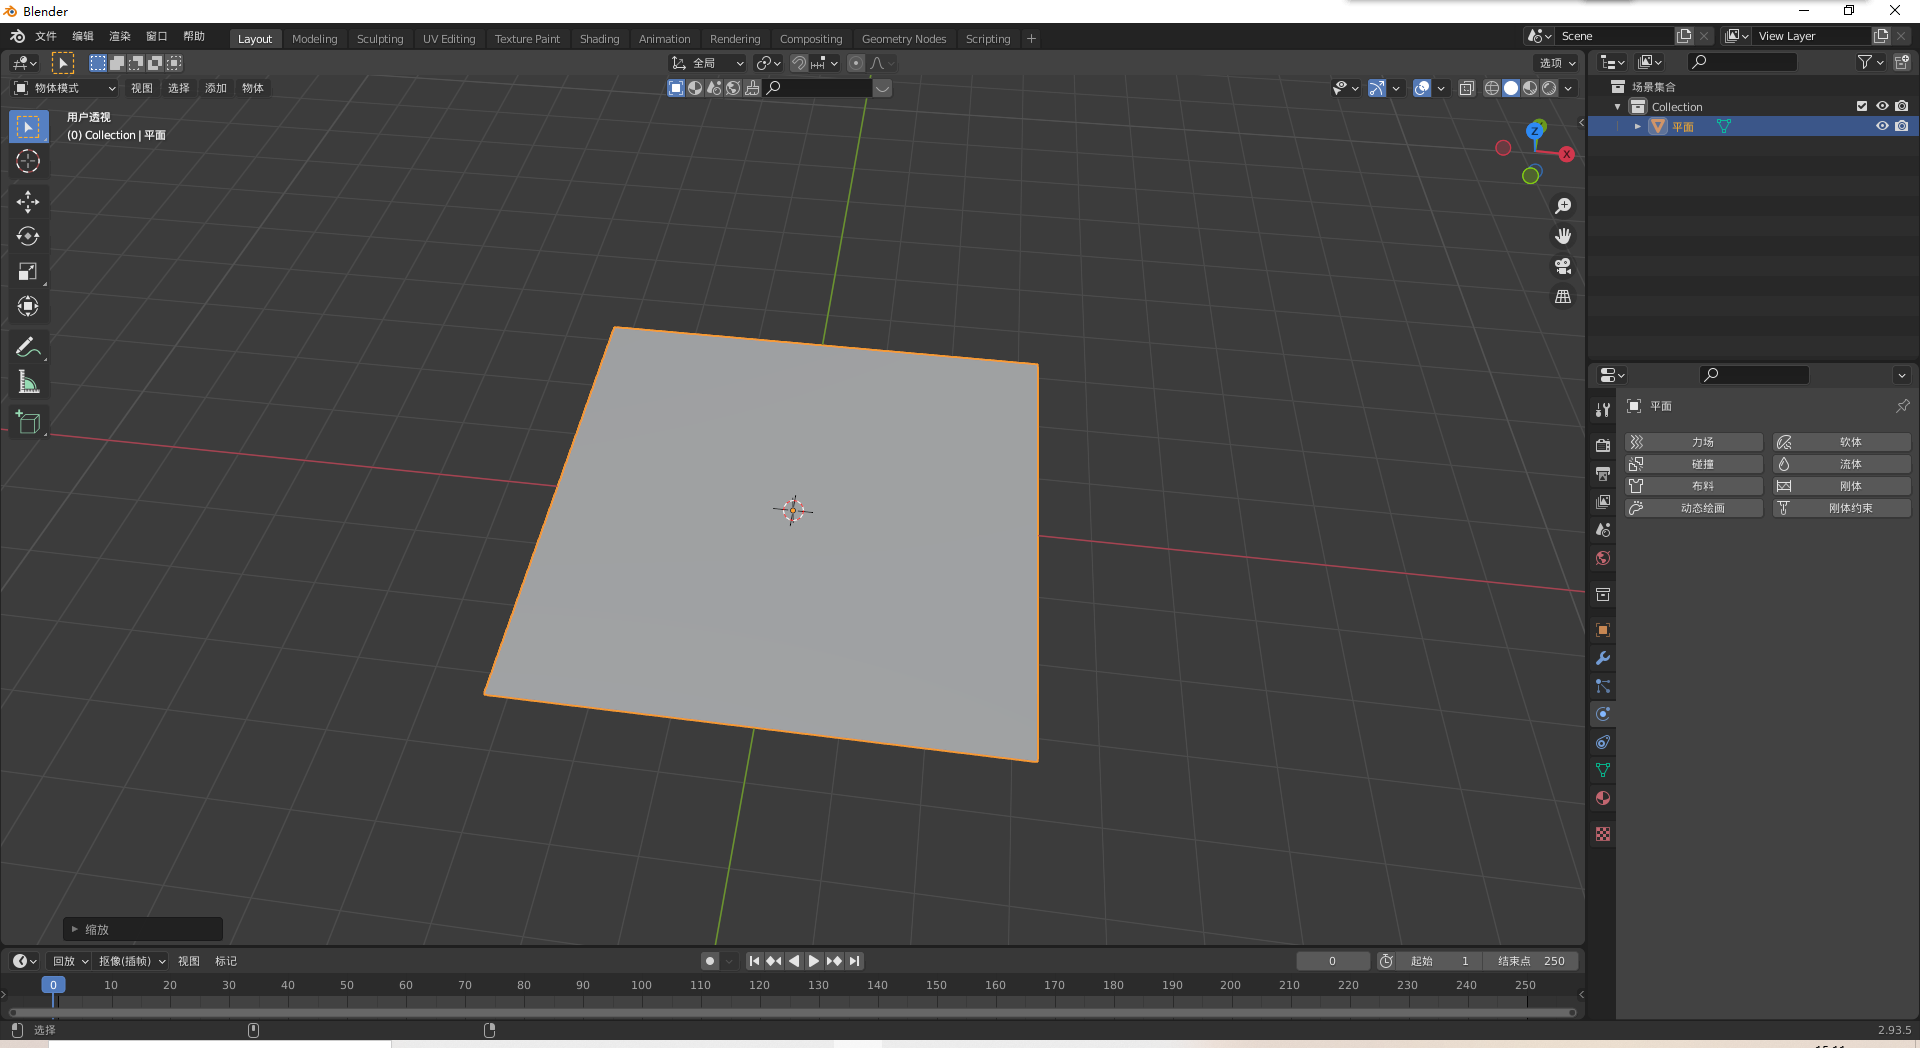 Blender
文件 编辑 渲染 窗口 帮助 Layout Modeling Sculpting UV Editing Texture Paint Shading Animation Rendering Compositing Geometry Nodes Scripting + Scene View Layer
全局 选项
物体模式 视图 选择 添加 物体
用户透视
(0) Collection | 平面
Z
X
场景集合
Collection
平面
平面
力场 软体
碰撞 流体
布料 刚体
动态绘画 刚体约束
缩放
回放 抠像(插帧) 视图 标记 0 起始 1 结束点 250
0 10 20 30 40 50 60 70 80 90 100 110 120 130 140 150 160 170 180 190 200 210 220 230 240 250
选择 2.93.5